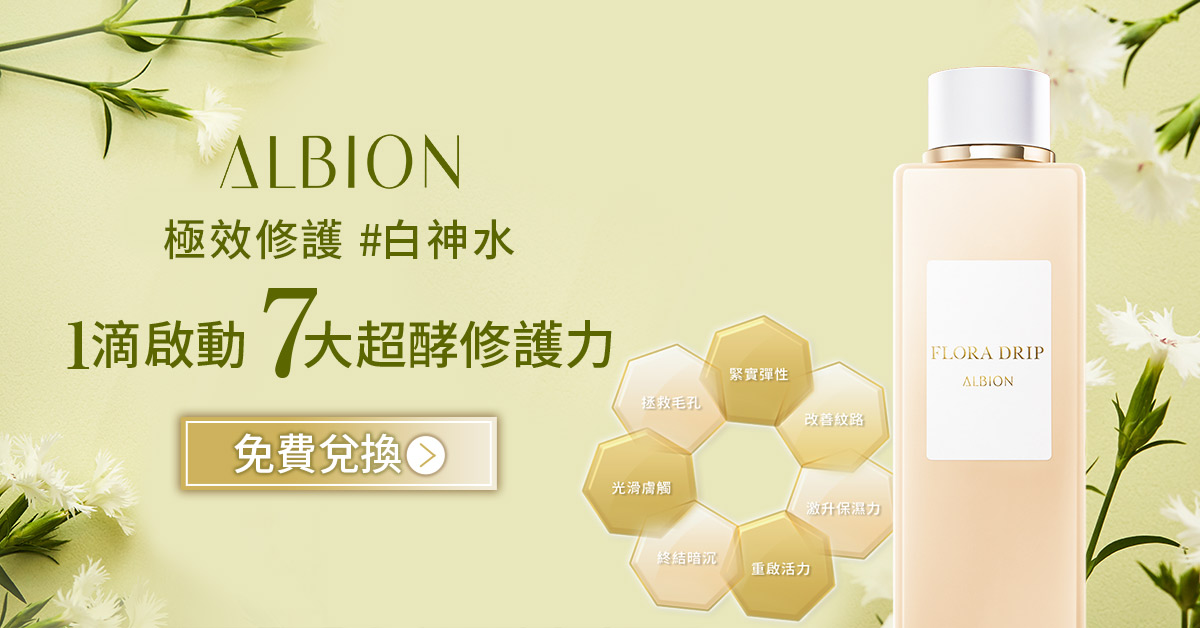 ALBION
極效修護 #白神水
1滴啟動 7大超酵修護力
免費兌換
緊實彈性
拯救毛孔
改善紋路
光滑膚觸
激升保濕力
終結暗沉
重啟活力
FLORA DRIP
ALBION